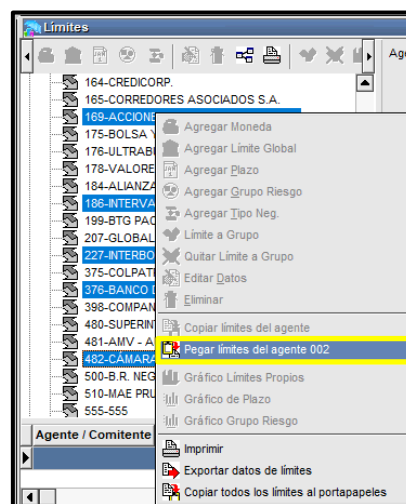 Límites
Age
164-CREDICORP.
165-CORREDORES ASOCIADOS S.A.
169-ACCIONE
175-BOLSA Y
176-ULTRAB
178-VALORE
184-ALIANZA
186-INTERVA
199-BTG PAC
207-GLOBAL
227-INTERBO
375-COLPAT
376-BANCO
398-COMPAN
480-SUPERIN
481-AMV - A
482-CÁMARA
500-B.R. NEG
510-MAE PRU
555-555
Agente / Comitente
Agregar Moneda
Agregar Límite Global
Agregar Plazo
Agregar Grupo Riesgo
Agregar Tipo Neg.
Límite a Grupo
Quitar Límite a Grupo
Editar Datos
Eliminar
Copiar límites del agente
Pegar límites del agente 002
Gráfico Límites Propios
Gráfico de Plazo
Gráfico Grupo Riesgo
Imprimir
Exportar datos de límites
Copiar todos los límites al portapapeles